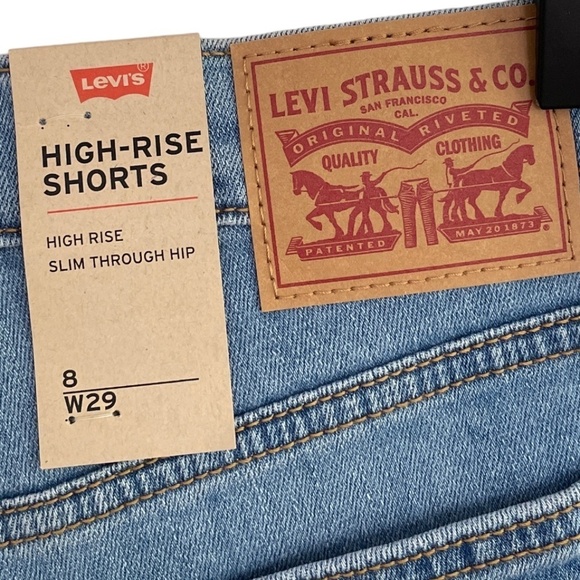 LEVI'S®
HIGH-RISE
SHORTS
HIGH RISE
SLIM THROUGH HIP
8
W29
LEVI STRAUSS & CO.
SAN FRANCISCO
CAL.
ORIGINAL RIVETED
QUALITY CLOTHING
PATENTED MAY 20 1873
®